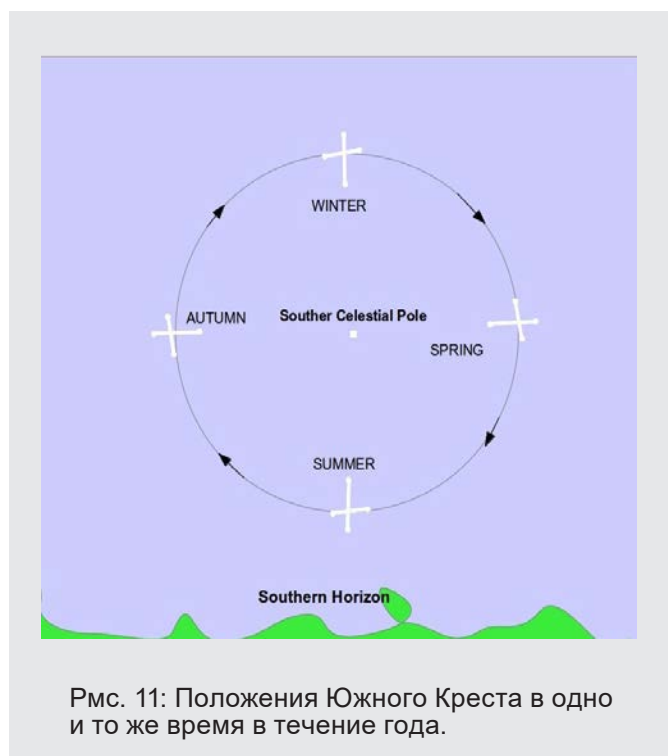 WINTER
AUTUMN
Souther Celestial Pole
SPRING
SUMMER
Southern Horizon
Рмс. 11: Положения Южного Креста в одно
и то же время в течение года.